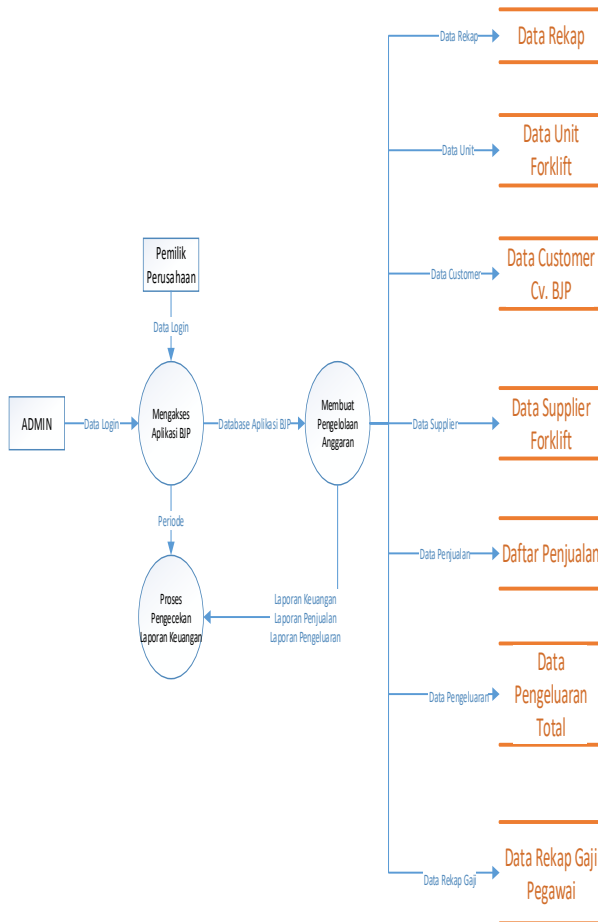 Data Rekap
Data Rekap
Data Unit
Data Unit
Forklift
Data Customer
Data Customer
Cv. BJP
Pemilik
Perusahaan
Data Login
ADMIN
Data Login
Mengakses
Aplikasi BJP
Database Aplikasi BJP
Membuat
Pengelolaan
Anggaran
Data Supplier
Data Supplier
Forklift
Periode
Data Penjualan
Daftar Penjualan
Proses
Pengecekan
Laporan Keuangan
Laporan Keuangan
Laporan Penjualan
Laporan Pengeluaran
Data Pengeluaran
Data
Pengeluaran
Total
Data Rekap Gaji
Data Rekap Gaji
Pegawai